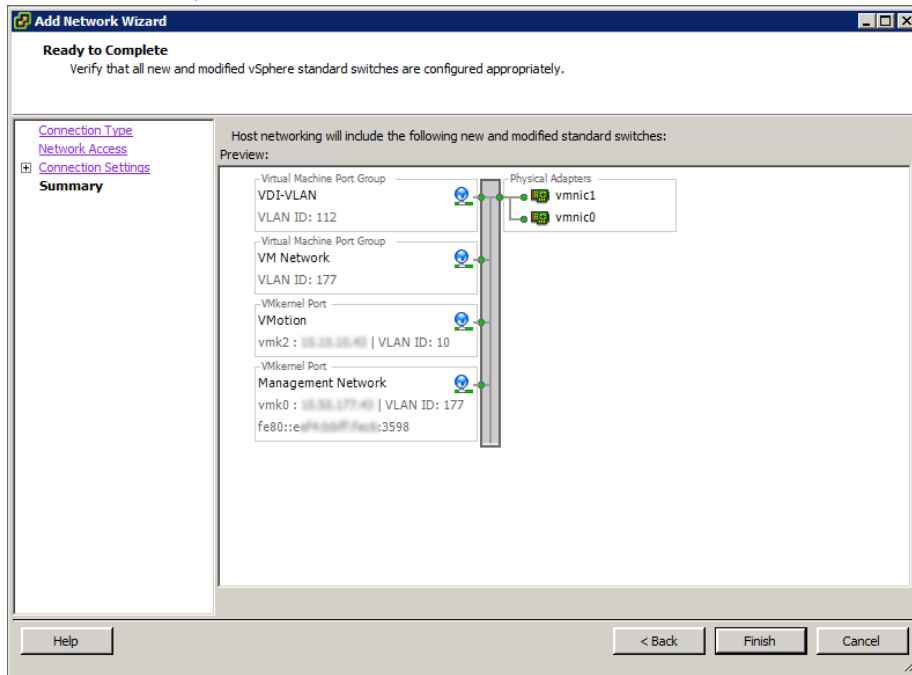 Add Network Wizard
Ready to Complete
Verify that all new and modified vSphere standard switches are configured appropriately.
Connection Type
Network Access
Connection Settings
Summary
Host networking will include the following new and modified standard switches:
Preview:
Virtual Machine Port Group
VDI-VLAN
VLAN ID: 112
Physical Adapters
vmnic1
vmnic0
Virtual Machine Port Group
VM Network
VLAN ID: 177
VMkernel Port
VMotion
vmk2 : | VLAN ID: 10
VMkernel Port
Management Network
vmk0 : | VLAN ID: 177
fe80::e :3598
Help
< Back
Finish
Cancel